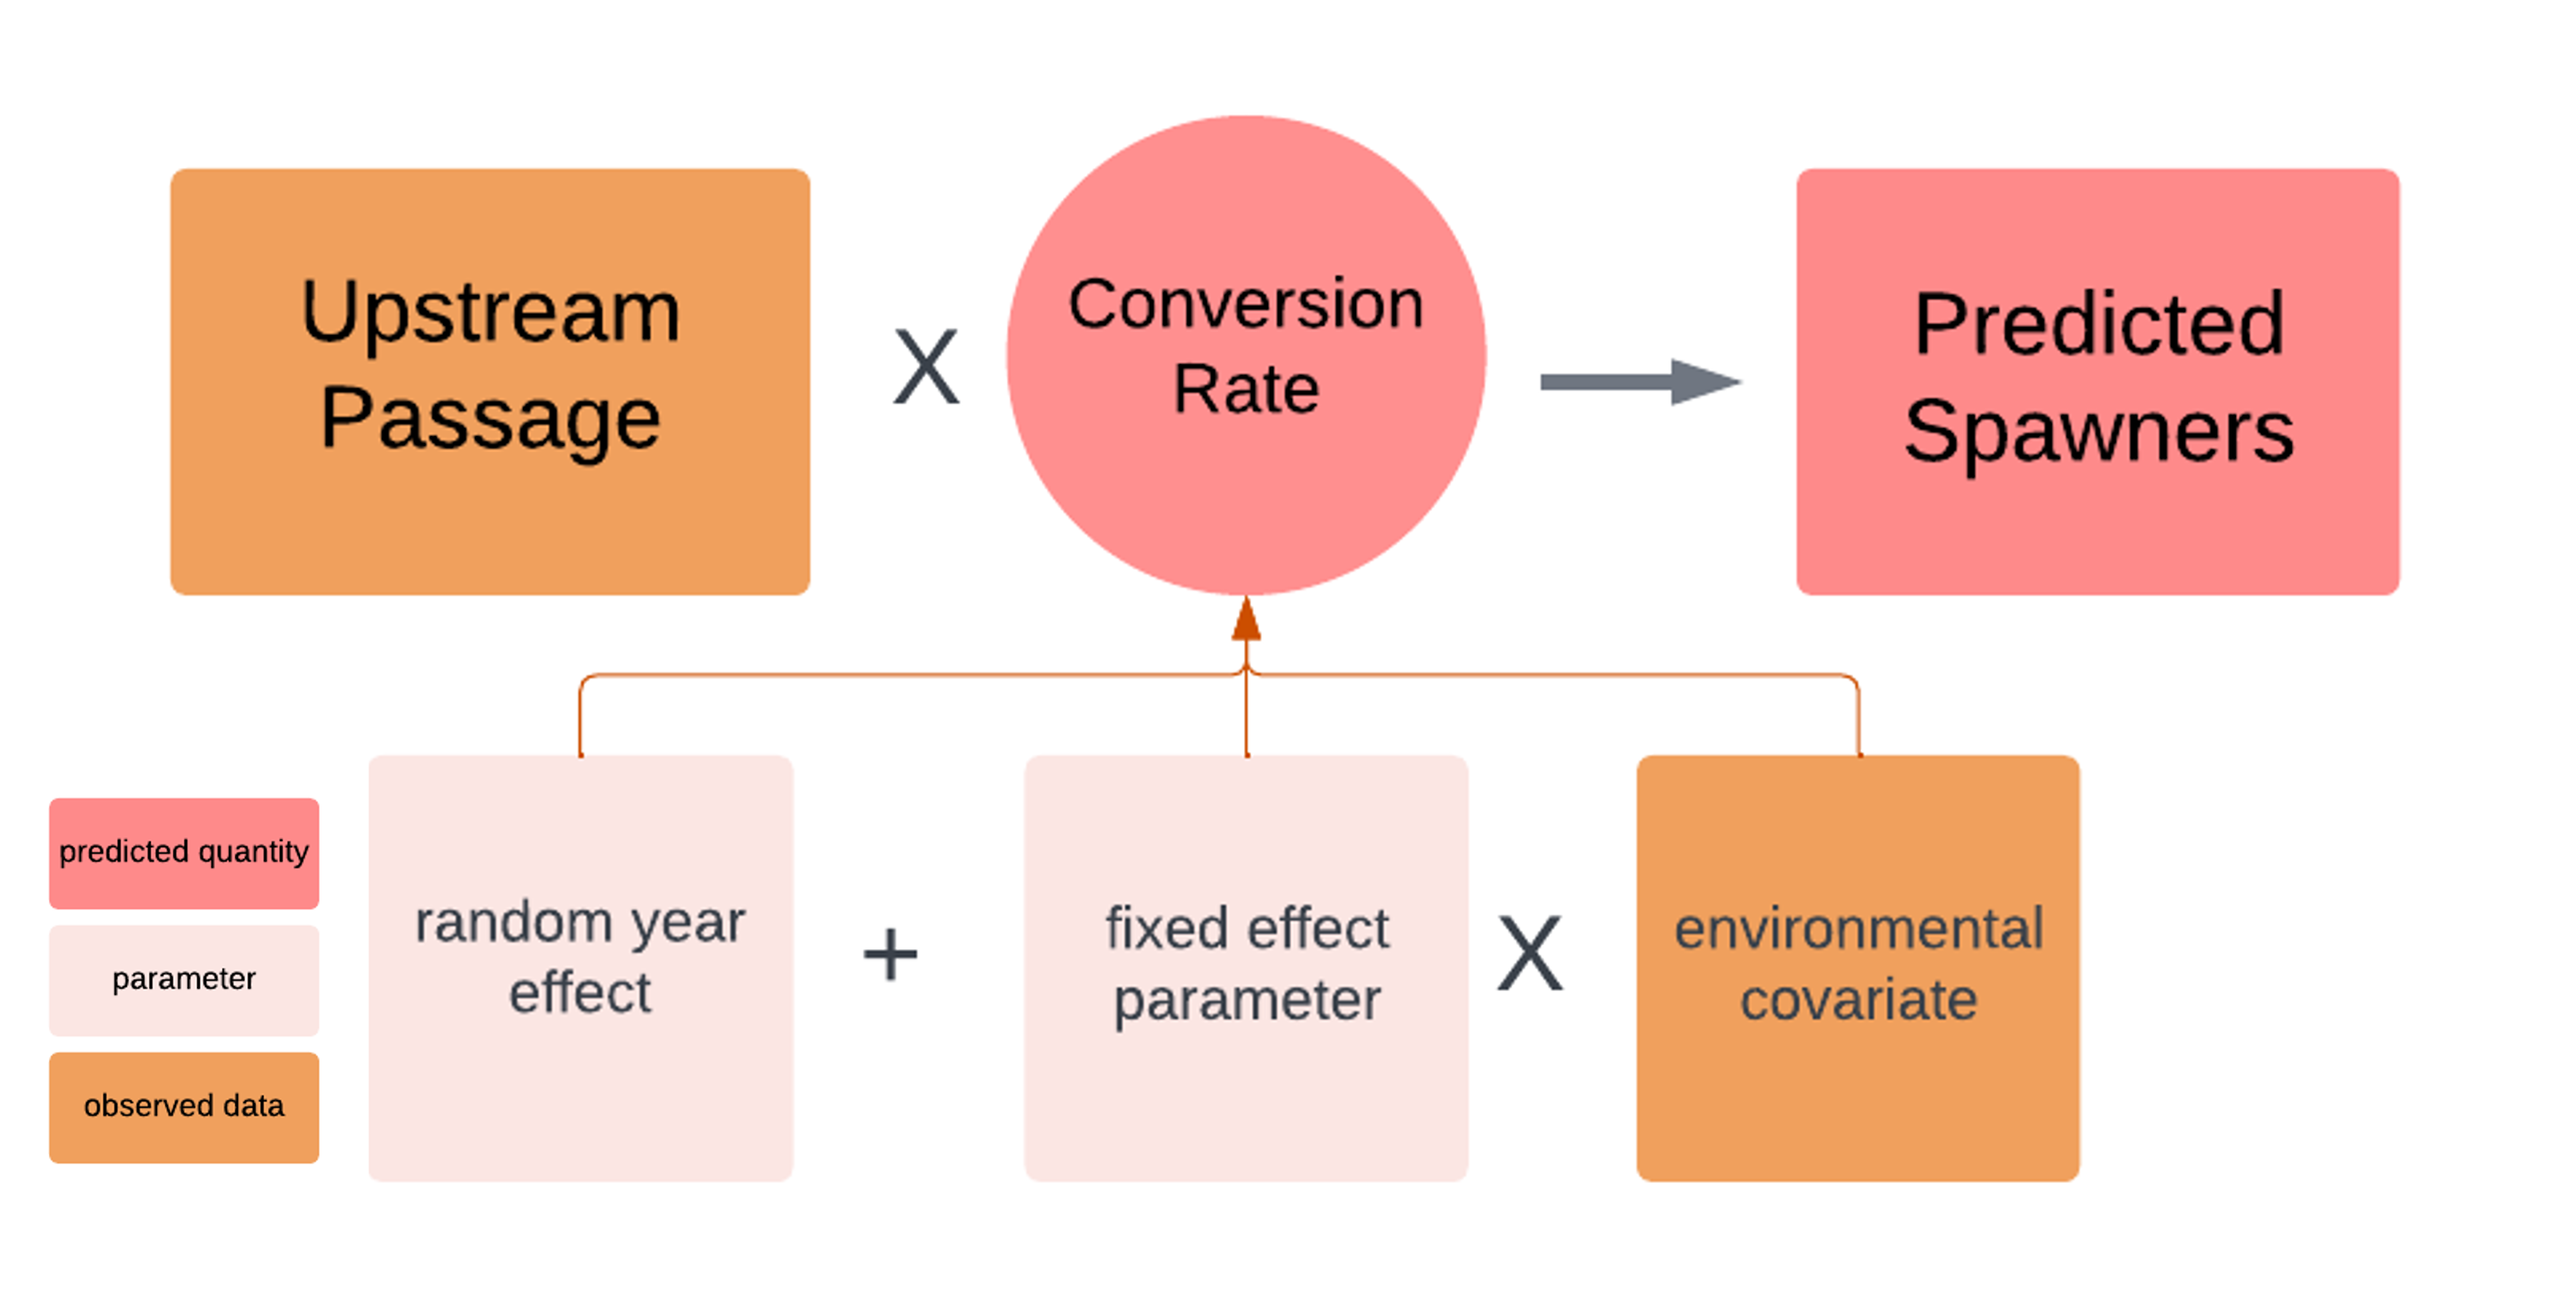 Upstream
Passage
X
Conversion
Rate
Predicted
Spawners
predicted quantity
parameter
observed data
random year
effect
+
fixed effect
parameter
X
environmental
covariate